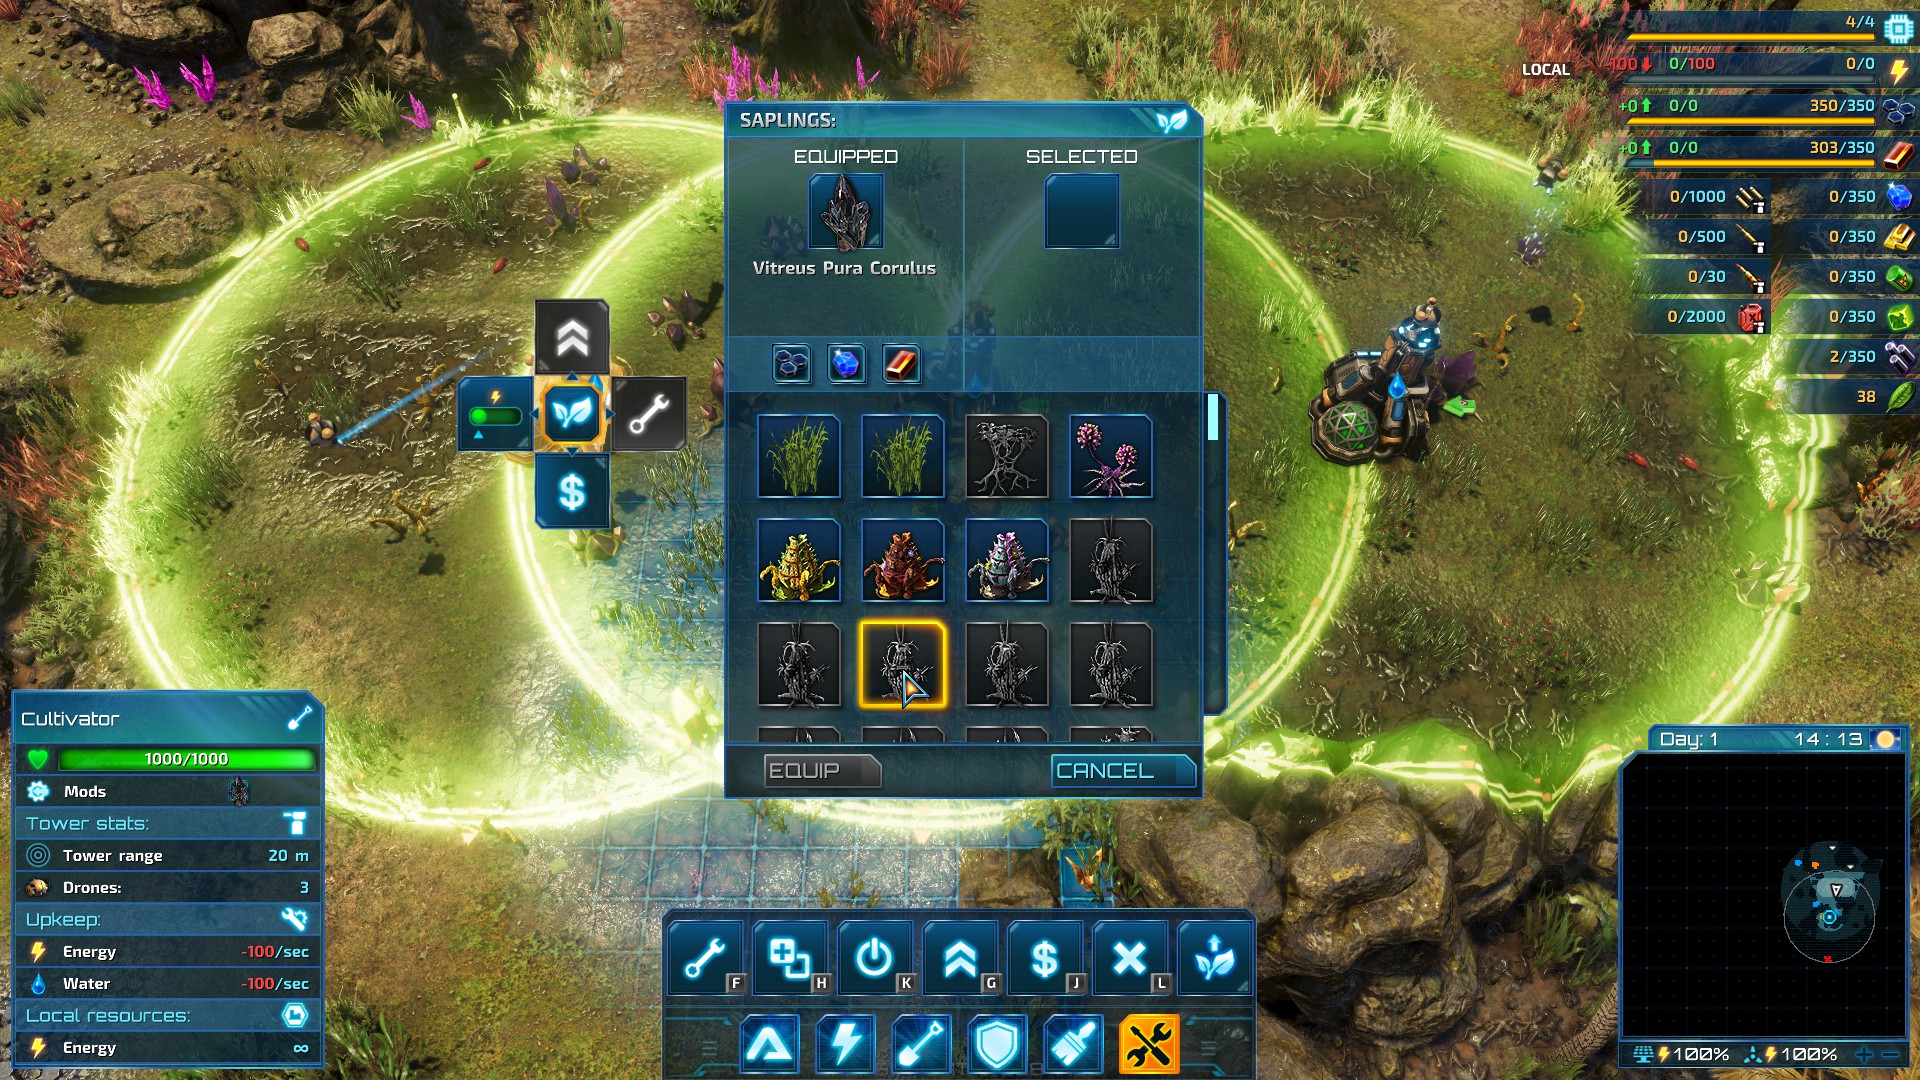 4/4
LOCAL
-100 0/100 0/0
+0 0/0 350/350
+0 0/0 303/350
0/1000 0/350
0/500 0/350
0/30 0/350
0/2000 0/350
2/350
38
SAPLINGS:
EQUIPPED
SELECTED
Vitreus Pura Corulus
$
EQUIP
CANCEL
Cultivator
1000/1000
Mods
Tower stats:
Tower range 20 m
Drones: 3
Upkeep:
Energy -100/sec
Water -100/sec
Local resources:
Energy ∞
F
H
K
G
$ J
L
Day: 1 14:13
100% 100%